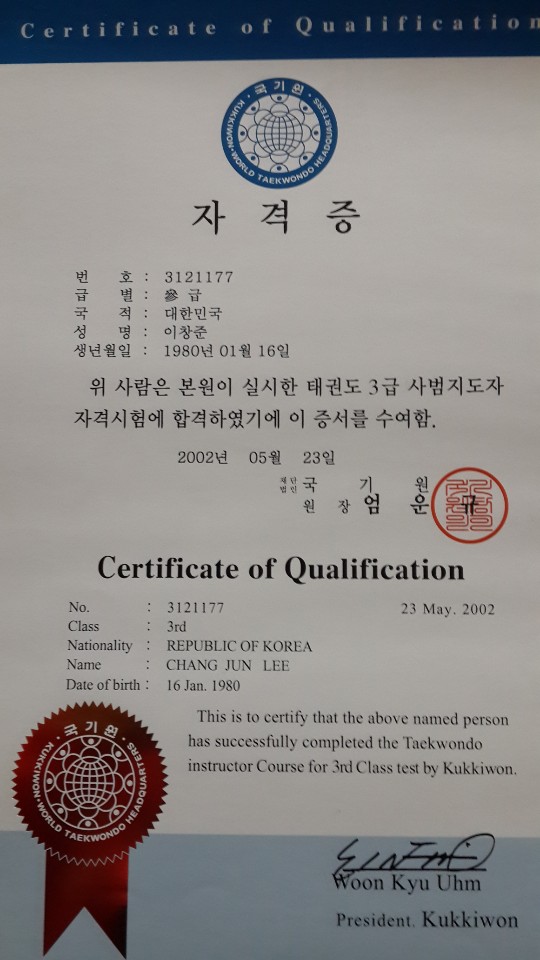 Certificate of Qualification
국기원
KUKKIWON · WORLD TAEKWONDO HEADQUARTERS
자 격 증
번 호 : 3121177
급 별 : 參 급
국 적 : 대한민국
성 명 : 이창준
생년월일 : 1980년 01월 16일
위 사람은 본원이 실시한 태권도 3급 사범지도자
자격시험에 합격하였기에 이 증서를 수여함.
2002년 05월 23일
재단법인 국 기 원
원 장 엄 운 규
Certificate of Qualification
No. : 3121177 23 May. 2002
Class : 3rd
Nationality : REPUBLIC OF KOREA
Name : CHANG JUN LEE
Date of birth : 16 Jan. 1980
This is to certify that the above named person
has successfully completed the Taekwondo
instructor Course for 3rd Class test by Kukkiwon.
국기원
KUKKIWON · WORLD TAEKWONDO HEADQUARTERS
Woon Kyu Uhm
President. Kukkiwon